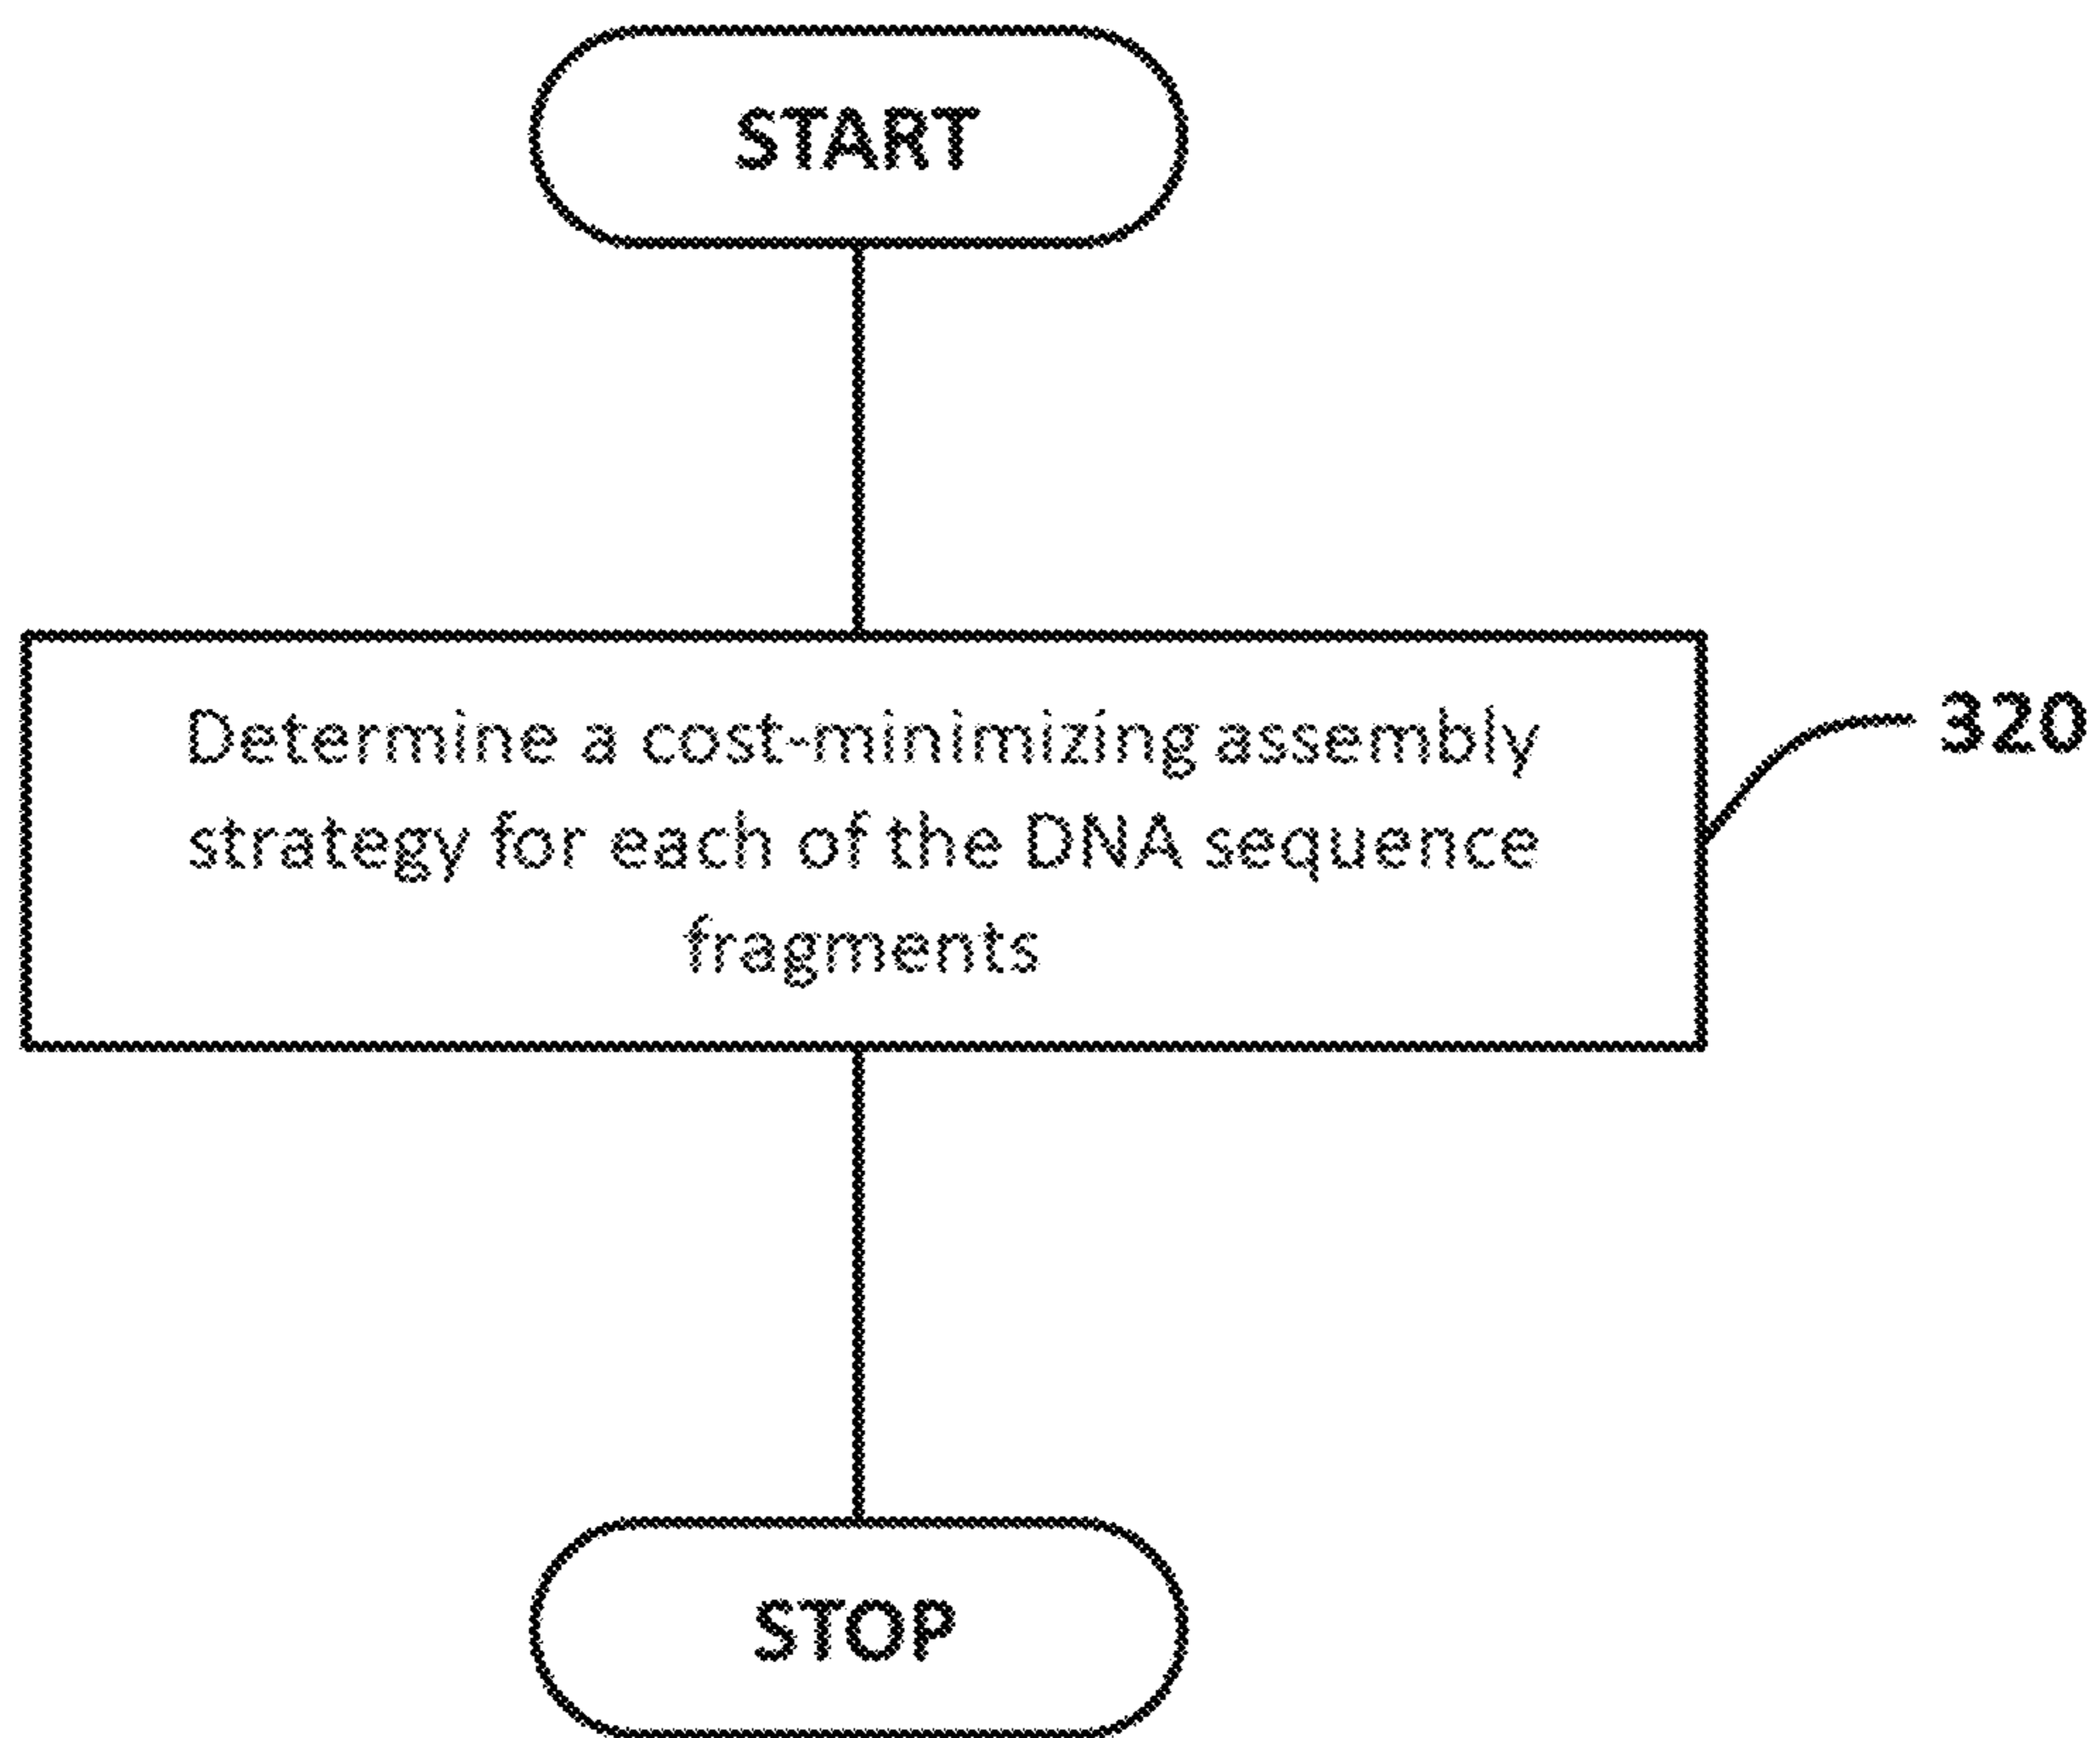 START
Determine a cost-minimizing assembly
strategy for each of the DNA sequence
fragments
320
STOP